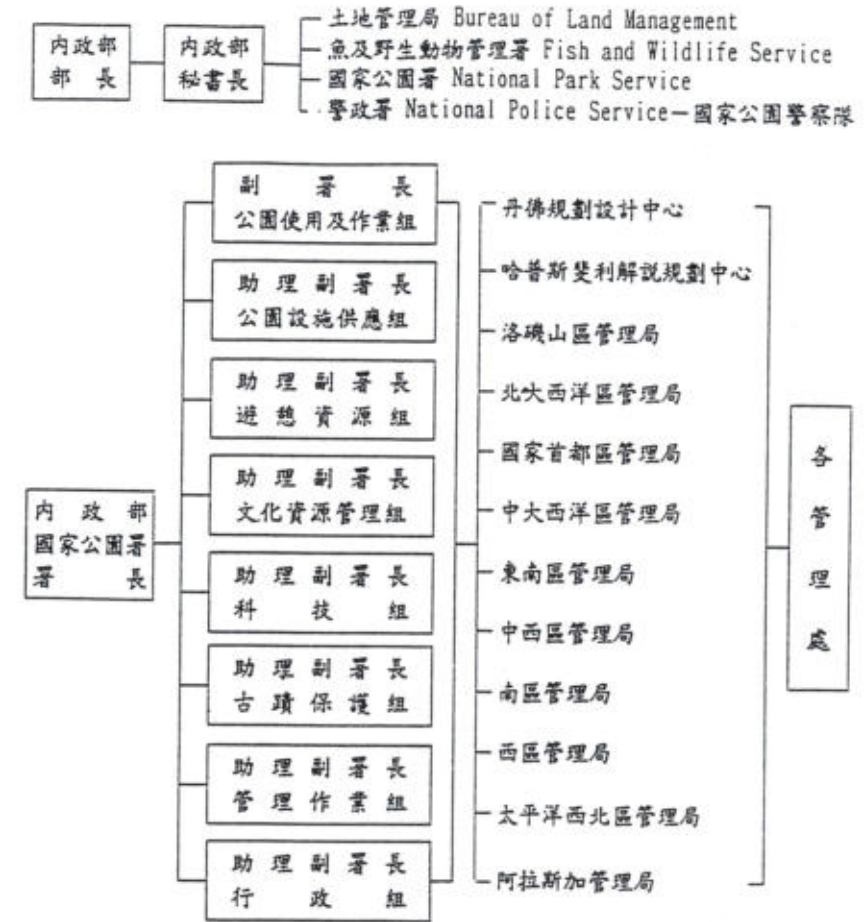 內政部
部長
內政部
秘書長
土地管理局 Bureau of Land Management
魚及野生動物管理署 Fish and Wildlife Service
國家公園署 National Park Service
警政署 National Police Service—國家公園警察隊
內政部
國家公園署
署長
副署長
公園使用及作業組
助理副署長
公園設施供應組
助理副署長
遊憩資源組
助理副署長
文化資源管理組
助理副署長
科技組
助理副署長
古蹟保護組
助理副署長
管理作業組
助理副署長
行政組
丹佛規劃設計中心
哈普斯斐利解說規劃中心
洛磯山區管理局
北大西洋區管理局
國家首都區管理局
中大西洋區管理局
東南區管理局
中西區管理局
南區管理局
西區管理局
太平洋西北區管理局
阿拉斯加管理局
各管理處